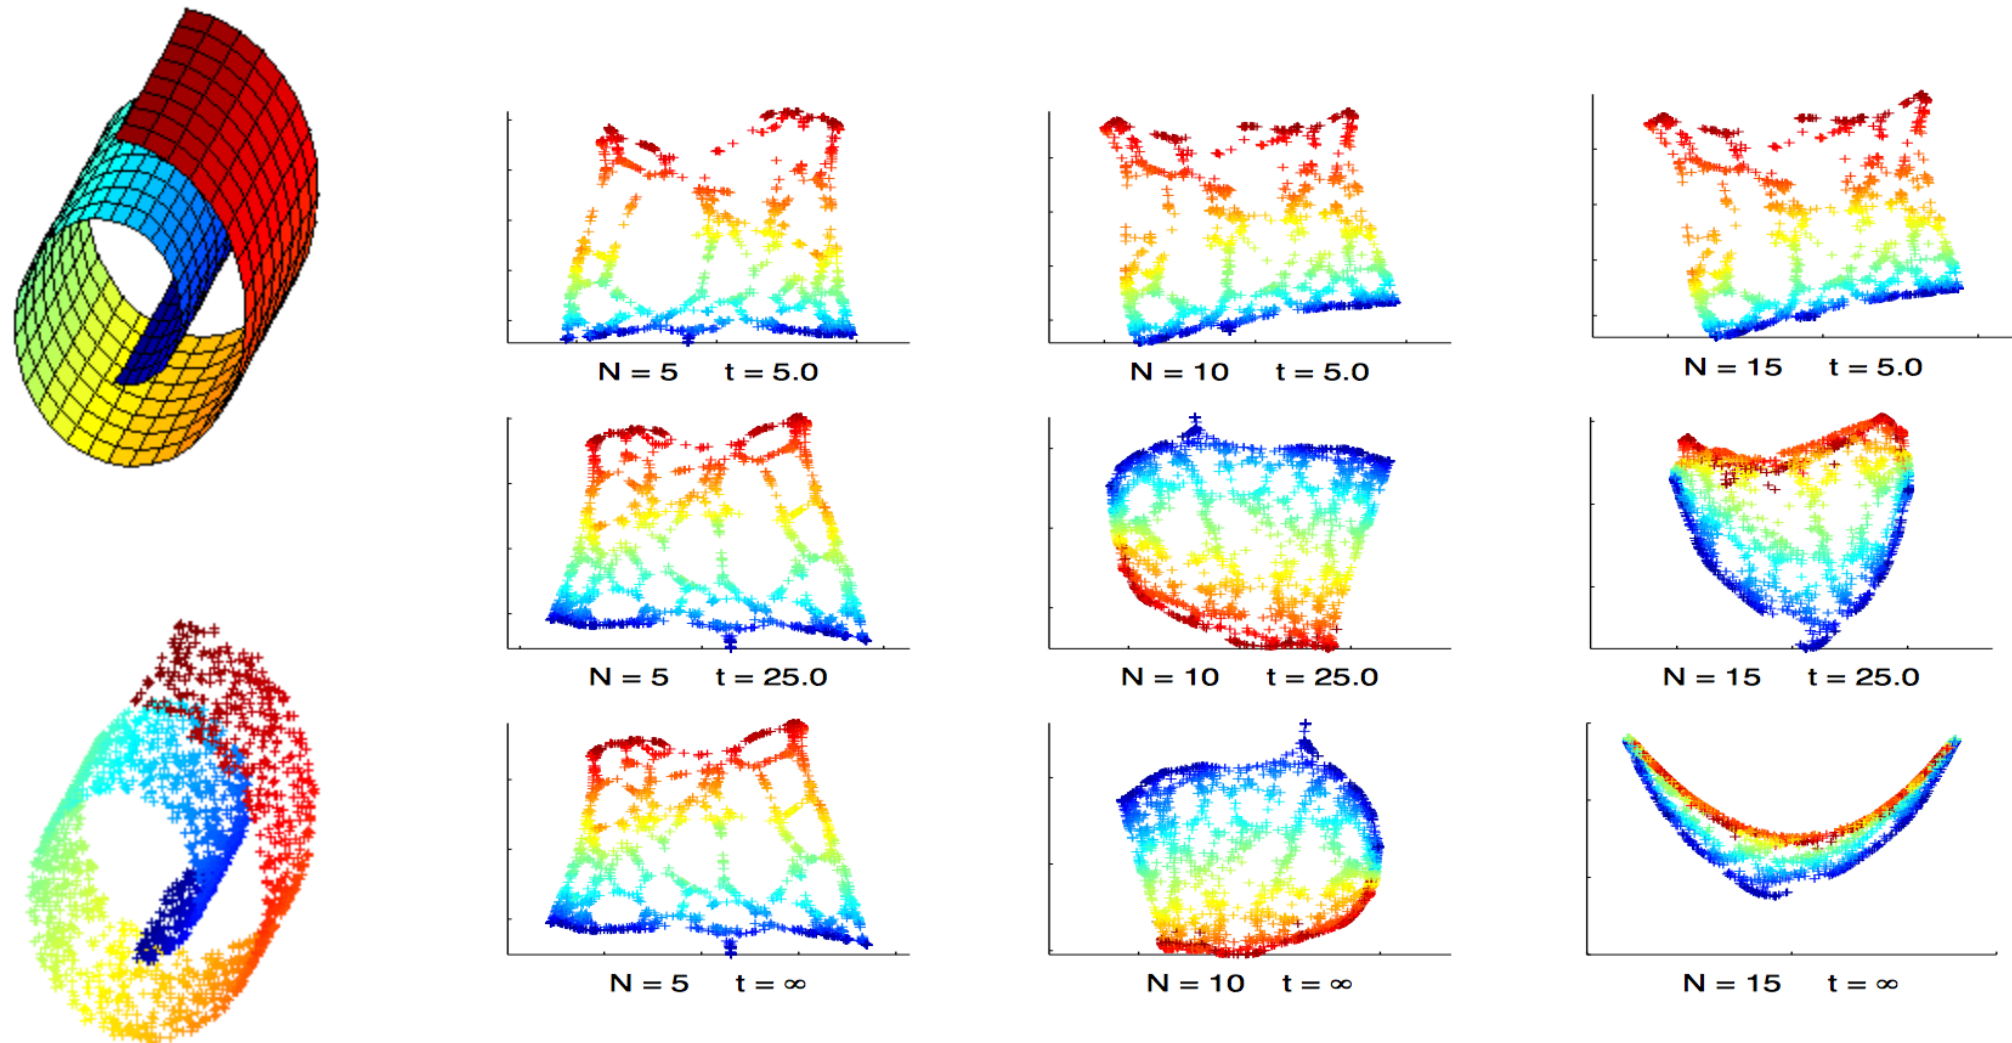 N = 5 t = 5.0
N = 10 t = 5.0
N = 15 t = 5.0
N = 5 t = 25.0
N = 10 t = 25.0
N = 15 t = 25.0
N = 5 t = ∞
N = 10 t = ∞
N = 15 t = ∞